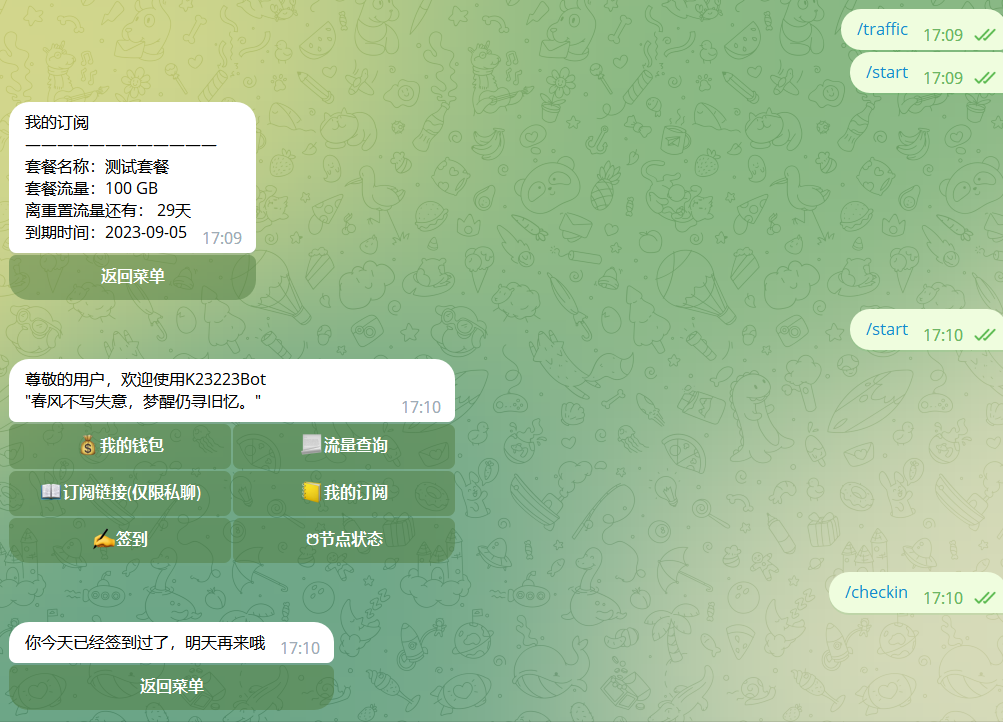 /traffic 17:09
/start 17:09
我的订阅
————————————
套餐名称：测试套餐
套餐流量：100 GB
离重置流量还有： 29天
到期时间：2023-09-05 17:09
返回菜单
/start 17:10
尊敬的用户，欢迎使用K23223Bot
"春风不写失意，梦醒仍寻旧忆。" 17:10
💰我的钱包 📃流量查询
📖订阅链接(仅限私聊) 📒我的订阅
✍️签到 ಔ节点状态
/checkin 17:10
你今天已经签到过了，明天再来哦 17:10
返回菜单